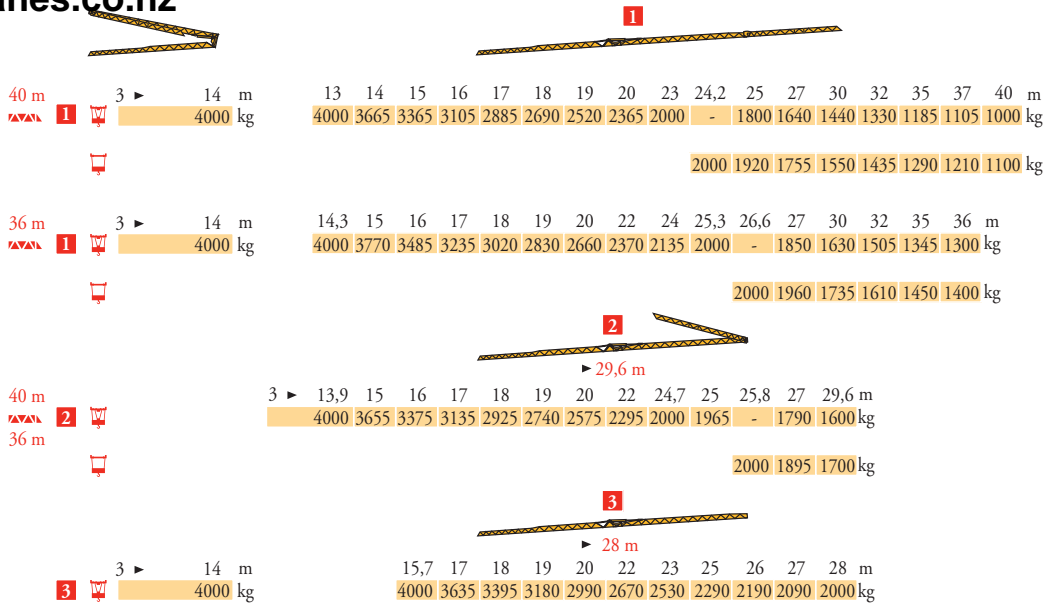 anes.co.nz
1
40 m 3 ► 14 m 13 14 15 16 17 18 19 20 23 24,2 25 27 30 32 35 37 40 m
1 4000 kg 4000 3665 3365 3105 2885 2690 2520 2365 2000 - 1800 1640 1440 1330 1185 1105 1000 kg
2000 1920 1755 1550 1435 1290 1210 1100 kg
36 m 3 ► 14 m 14,3 15 16 17 18 19 20 22 24 25,3 26,6 27 30 32 35 36 m
1 4000 kg 4000 3770 3485 3235 3020 2830 2660 2370 2135 2000 - 1850 1630 1505 1345 1300 kg
2000 1960 1735 1610 1450 1400 kg
2
► 29,6 m
40 m 3 ► 13,9 15 16 17 18 19 20 22 24,7 25 25,8 27 29,6 m
2 4000 3655 3375 3135 2925 2740 2575 2295 2000 1965 - 1790 1600 kg
36 m
2000 1895 1700 kg
3
► 28 m
3 ► 14 m 15,7 17 18 19 20 22 23 25 26 27 28 m
3 4000 kg 4000 3635 3395 3180 2990 2670 2530 2290 2190 2090 2000 kg